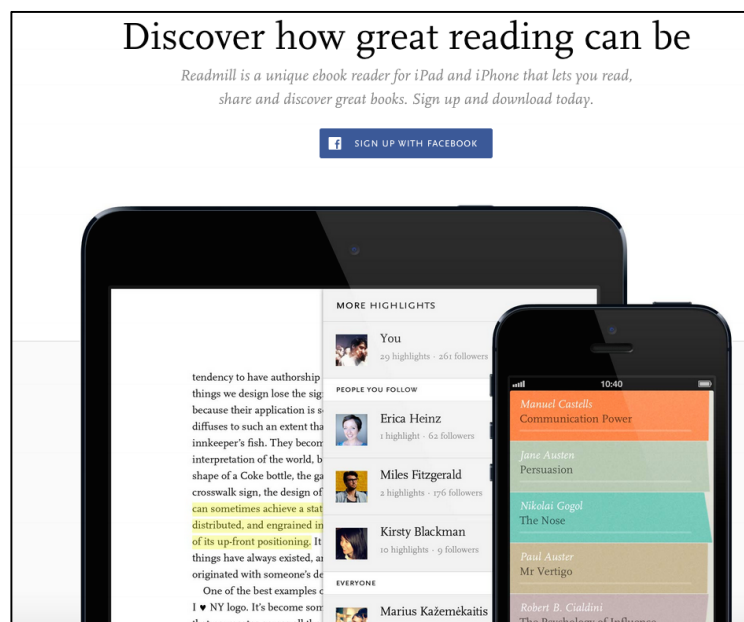 Discover how great reading can be
Readmill is a unique ebook reader for iPad and iPhone that lets you read,
share and discover great books. Sign up and download today.
f SIGN UP WITH FACEBOOK
tendency to have authorship
things we design lose the sig
because their application is s
diffuses to such an extent tha
innkeeper's fish. They becom
interpretation of the world, b
shape of a Coke bottle, the ga
crosswalk sign, the design of
can sometimes achieve a stat
distributed, and engrained in
of its up-front positioning. It
things have always existed, a
originated with someone's de
One of the best examples o
I ♥ NY logo. It's become som
MORE HIGHLIGHTS
You
29 highlights · 261 followers
PEOPLE YOU FOLLOW
Erica Heinz
1 highlight · 62 followers
Miles Fitzgerald
2 highlights · 176 followers
Kirsty Blackman
10 highlights · 9 followers
EVERYONE
Marius Kažemėkaitis
10:40
Manuel Castells
Communication Power
Jane Austen
Persuasion
Nikolai Gogol
The Nose
Paul Auster
Mr Vertigo
Robert B. Cialdini
The Psychology of Influence